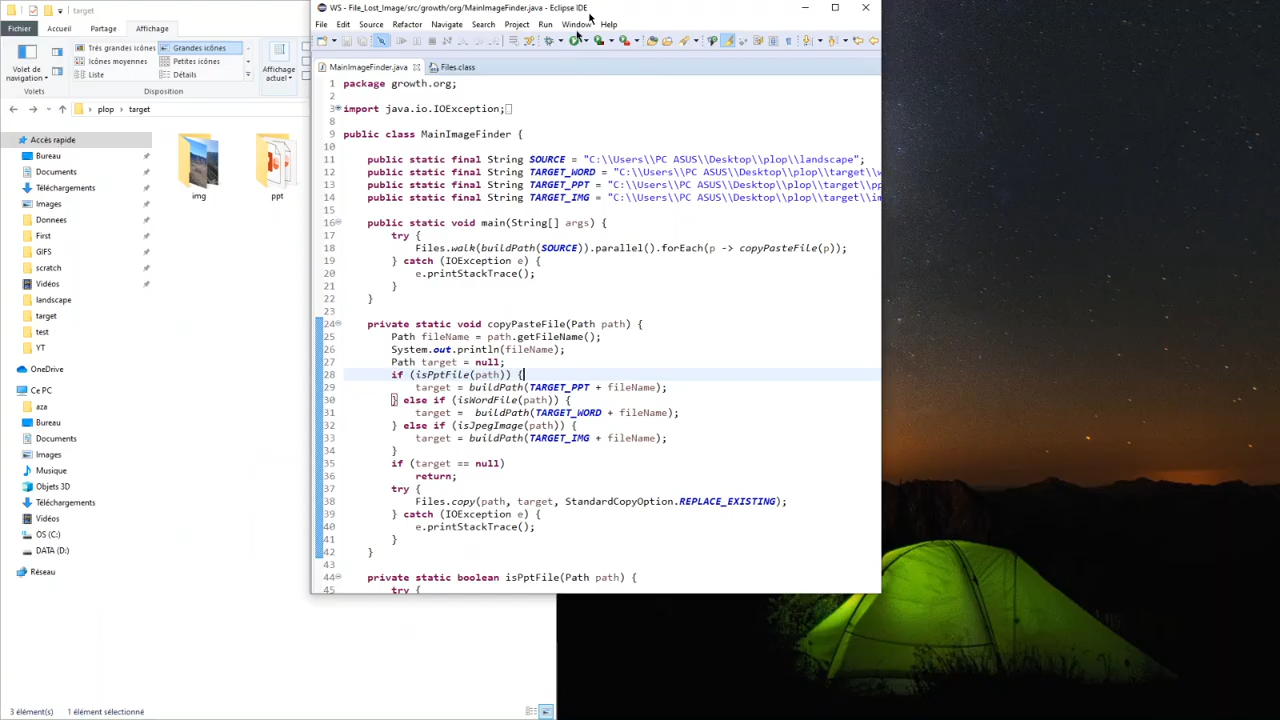 target
Fichier Accueil Partage Affichage
Volet de navigation
Très grandes icônes Grandes icônes
Icônes moyennes Petites icônes
Liste Détails
Affichage actuel
Volets Disposition
plop target
Accès rapide
Bureau
Documents
Téléchargements
Images
Donnees
First
GIFS
scratch
Vidéos
landscape
target
test
YT
OneDrive
Ce PC
aza
Bureau
Documents
Images
Musique
Objets 3D
Téléchargements
Vidéos
OS (C:)
DATA (D:)
Réseau
img ppt
3 élément(s) 1 élément sélectionné
WS - File_Lost_Image/src/growth/org/MainImageFinder.java - Eclipse IDE
File Edit Source Refactor Navigate Search Project Run Window Help
MainImageFinder.java Files.class
1 package growth.org;
2
3 import java.io.IOException;
8
9 public class MainImageFinder {
10
11 public static final String SOURCE = "C:\\Users\\PC ASUS\\Desktop\\plop\\landscape";
12 public static final String TARGET_WORD = "C:\\Users\\PC ASUS\\Desktop\\plop\\target\\w
13 public static final String TARGET_PPT = "C:\\Users\\PC ASUS\\Desktop\\plop\\target\\pp
14 public static final String TARGET_IMG = "C:\\Users\\PC ASUS\\Desktop\\plop\\target\\im
15
16 public static void main(String[] args) {
17 try {
18 Files.walk(buildPath(SOURCE)).parallel().forEach(p -> copyPasteFile(p));
19 } catch (IOException e) {
20 e.printStackTrace();
21 }
22 }
23
24 private static void copyPasteFile(Path path) {
25 Path fileName = path.getFileName();
26 System.out.println(fileName);
27 Path target = null;
28 if (isPptFile(path)) {
29 target = buildPath(TARGET_PPT + fileName);
30 } else if (isWordFile(path)) {
31 target =  buildPath(TARGET_WORD + fileName);
32 } else if (isJpegImage(path)) {
33 target = buildPath(TARGET_IMG + fileName);
34 }
35 if (target == null)
36 return;
37 try {
38 Files.copy(path, target, StandardCopyOption.REPLACE_EXISTING);
39 } catch (IOException e) {
40 e.printStackTrace();
41 }
42 }
43
44 private static boolean isPptFile(Path path) {
45 try {